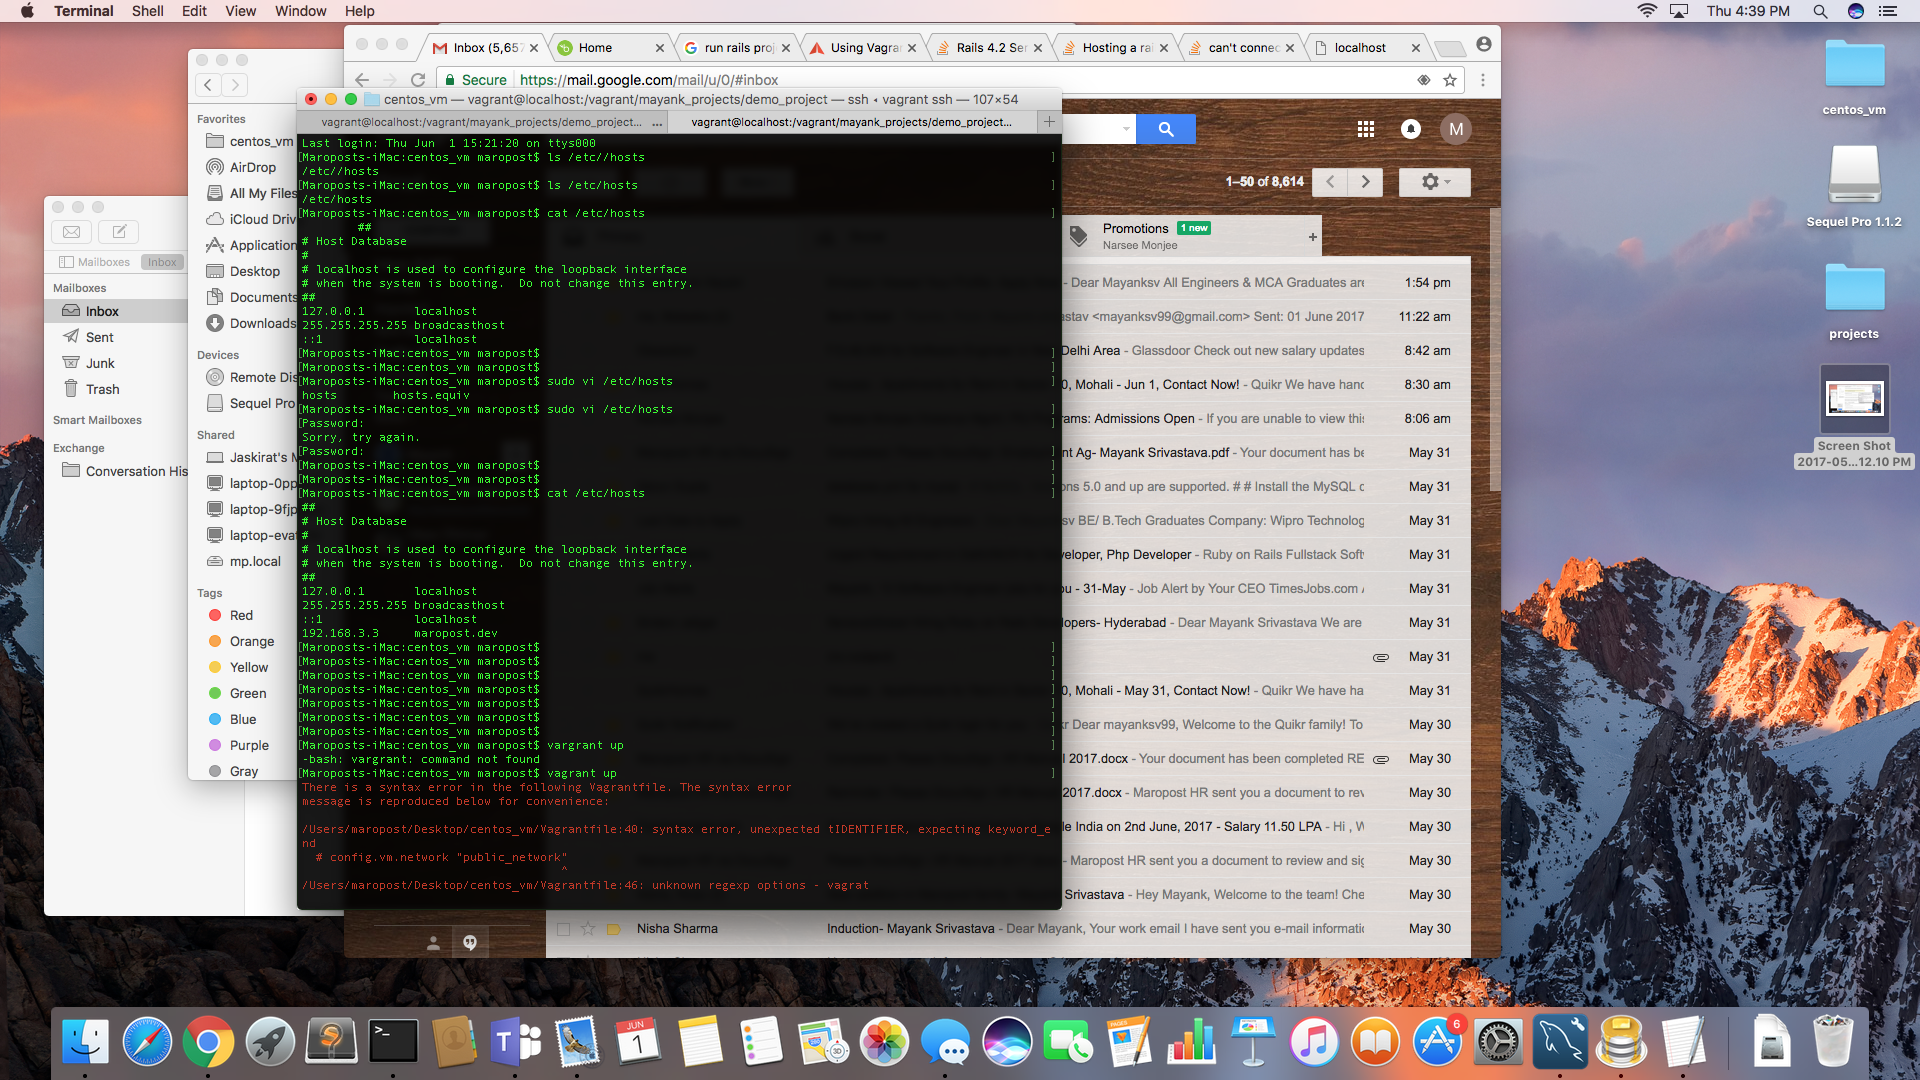 Terminal Shell Edit View Window Help
Thu 4:39 PM
Inbox (5,657
Home
run rails proj
Using Vagrar
Rails 4.2 Ser
Hosting a rai
can't connec
localhost
Secure https://mail.google.com/mail/u/0/#inbox
centos_vm — vagrant@localhost:/vagrant/mayank_projects/demo_project — ssh ◂ vagrant ssh — 107×54
vagrant@localhost:/vagrant/mayank_projects/demo_project... ...
vagrant@localhost:/vagrant/mayank_projects/demo_project...
Last login: Thu Jun  1 15:21:20 on ttys000
[Maroposts-iMac:centos_vm maropost$ ls /etc//hosts ]
/etc//hosts
[Maroposts-iMac:centos_vm maropost$ ls /etc/hosts ]
/etc/hosts
[Maroposts-iMac:centos_vm maropost$ cat /etc/hosts ]
##
# Host Database
#
# localhost is used to configure the loopback interface
# when the system is booting.  Do not change this entry.
##
127.0.0.1       localhost
255.255.255.255 broadcasthost
::1             localhost
[Maroposts-iMac:centos_vm maropost$ ]
[Maroposts-iMac:centos_vm maropost$ ]
[Maroposts-iMac:centos_vm maropost$ sudo vi /etc/hosts ]
hosts        hosts.equiv
[Maroposts-iMac:centos_vm maropost$ sudo vi /etc/hosts ]
[Password: ]
Sorry, try again.
[Password: ]
[Maroposts-iMac:centos_vm maropost$ ]
[Maroposts-iMac:centos_vm maropost$ ]
[Maroposts-iMac:centos_vm maropost$ cat /etc/hosts ]
##
# Host Database
#
# localhost is used to configure the loopback interface
# when the system is booting.  Do not change this entry.
##
127.0.0.1       localhost
255.255.255.255 broadcasthost
::1             localhost
192.168.3.3     maropost.dev
[Maroposts-iMac:centos_vm maropost$ ]
[Maroposts-iMac:centos_vm maropost$ ]
[Maroposts-iMac:centos_vm maropost$ ]
[Maroposts-iMac:centos_vm maropost$ ]
[Maroposts-iMac:centos_vm maropost$ ]
[Maroposts-iMac:centos_vm maropost$ ]
[Maroposts-iMac:centos_vm maropost$ ]
[Maroposts-iMac:centos_vm maropost$ vargrant up ]
-bash: vargrant: command not found
[Maroposts-iMac:centos_vm maropost$ vagrant up ]
There is a syntax error in the following Vagrantfile. The syntax error
message is reproduced below for convenience:
/Users/maropost/Desktop/centos_vm/Vagrantfile:40: syntax error, unexpected tIDENTIFIER, expecting keyword_e
nd
# config.vm.network "public_network"
^
/Users/maropost/Desktop/centos_vm/Vagrantfile:46: unknown regexp options - vagrat
Favorites
centos_vm
AirDrop
All My Files
iCloud Driv
Application
Desktop
Documents
Downloads
Devices
Remote Dis
Sequel Pro
Shared
Jaskirat's M
laptop-0pp
laptop-9fjp
laptop-evat
mp.local
Tags
Red
Orange
Yellow
Green
Blue
Purple
Gray
Mailboxes Inbox
Mailboxes
Inbox
Sent
Junk
Trash
Smart Mailboxes
Exchange
Conversation His
M
1–50 of 8,614
Promotions 1 new
Narsee Monjee
- Dear Mayanksv All Engineers & MCA Graduates are 1:54 pm
astav <mayanksv99@gmail.com> Sent: 01 June 2017 11:22 am
Delhi Area - Glassdoor Check out new salary updates 8:42 am
0, Mohali - Jun 1, Contact Now! - Quikr We have hand 8:30 am
rams: Admissions Open - If you are unable to view this 8:06 am
nt Ag- Mayank Srivastava.pdf - Your document has be May 31
ons 5.0 and up are supported. # # Install the MySQL c May 31
sv BE/ B.Tech Graduates Company: Wipro Technolog May 31
veloper, Php Developer - Ruby on Rails Fullstack Soft May 31
ou - 31-May - Job Alert by Your CEO TimesJobs.com May 31
lopers- Hyderabad - Dear Mayank Srivastava We are May 31
May 31
0, Mohali - May 31, Contact Now! - Quikr We have ha May 31
kr Dear mayanksv99, Welcome to the Quikr family! To May 30
l 2017.docx - Your document has been completed RE May 30
2017.docx - Maropost HR sent you a document to rev May 30
le India on 2nd June, 2017 - Salary 11.50 LPA - Hi , W May 30
- Maropost HR sent you a document to review and sig May 30
Srivastava - Hey Mayank, Welcome to the team! Che May 30
Nisha Sharma Induction- Mayank Srivastava - Dear Mayank, Your work email I have sent you e-mail informatio May 30
centos_vm
Sequel Pro 1.1.2
projects
Screen Shot
2017-05...12.10 PM
JUN
1
6